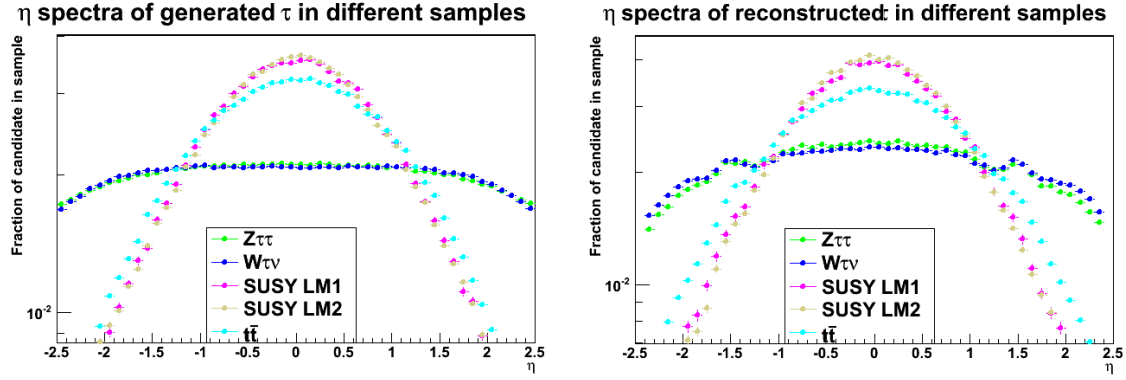 η spectra of generated τ in different samples
Fraction of candidate in sample
10⁻²
-2.5 -2 -1.5 -1 -0.5 0 0.5 1 1.5 2 2.5
η
Zττ
Wτν
SUSY LM1
SUSY LM2
tt̄
η spectra of reconstructedτ in different samples
Fraction of candidate in sample
10⁻²
-2.5 -2 -1.5 -1 -0.5 0 0.5 1 1.5 2 2.5
η
Zττ
Wτν
SUSY LM1
SUSY LM2
tt̄